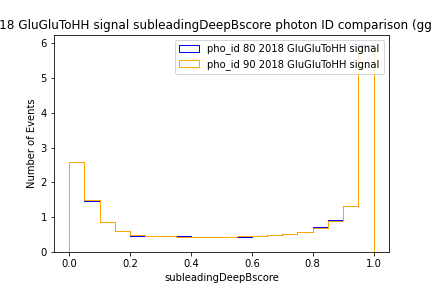 18 GluGluToHH signal subleadingDeepBscore photon ID comparison (gg
pho_id 80 2018 GluGluToHH signal
pho_id 90 2018 GluGluToHH signal
Number of Events
6
5
4
3
2
1
0
0.0 0.2 0.4 0.6 0.8 1.0
subleadingDeepBscore